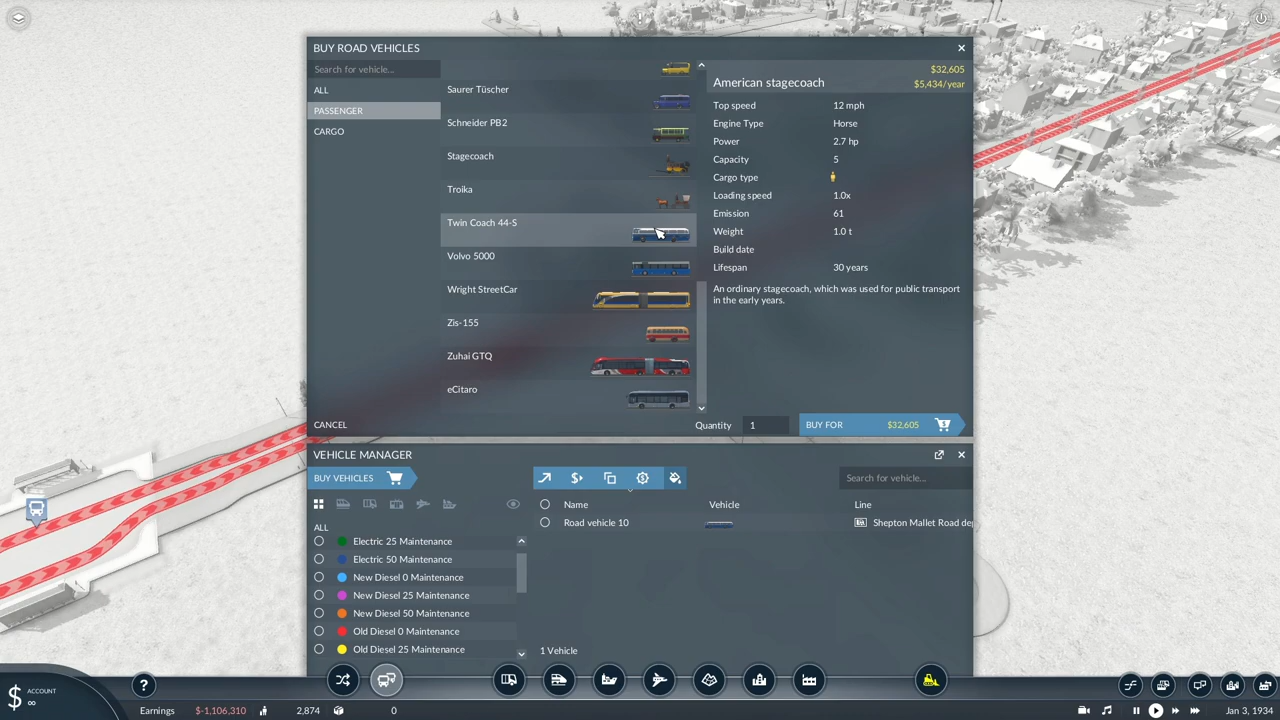 BUY ROAD VEHICLES
Search for vehicle...
ALL
PASSENGER
CARGO
Saurer Tüscher
Schneider PB2
Stagecoach
Troika
Twin Coach 44-S
Volvo 5000
Wright StreetCar
Zis-155
Zuhai GTQ
eCitaro
$32,605
American stagecoach
$5,434/year
Top speed 12 mph
Engine Type Horse
Power 2.7 hp
Capacity 5
Cargo type
Loading speed 1.0x
Emission 61
Weight 1.0 t
Build date
Lifespan 30 years
An ordinary stagecoach, which was used for public transport
in the early years.
CANCEL
Quantity 1
BUY FOR $32,605
VEHICLE MANAGER
BUY VEHICLES
Search for vehicle...
Name Vehicle Line
Road vehicle 10 Shepton Mallet Road de
ALL
Electric 25 Maintenance
Electric 50 Maintenance
New Diesel 0 Maintenance
New Diesel 25 Maintenance
New Diesel 50 Maintenance
Old Diesel 0 Maintenance
Old Diesel 25 Maintenance
1 Vehicle
$ ACCOUNT
∞
?
Earnings $-1,106,310 2,874 0
Jan 3, 1934